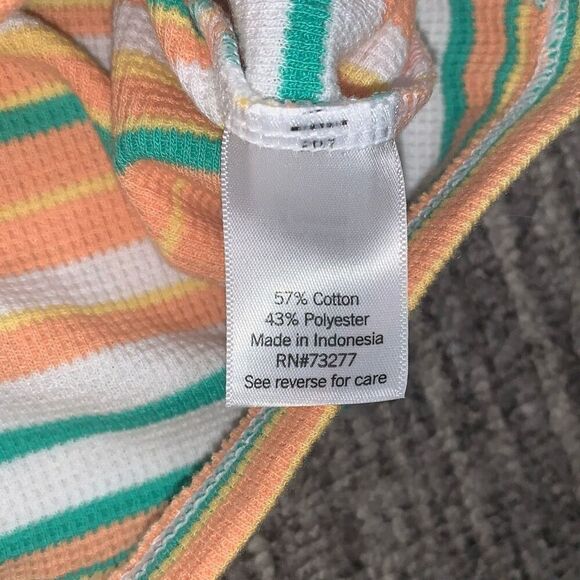 57% Cotton
43% Polyester
Made in Indonesia
RN#73277
See reverse for care